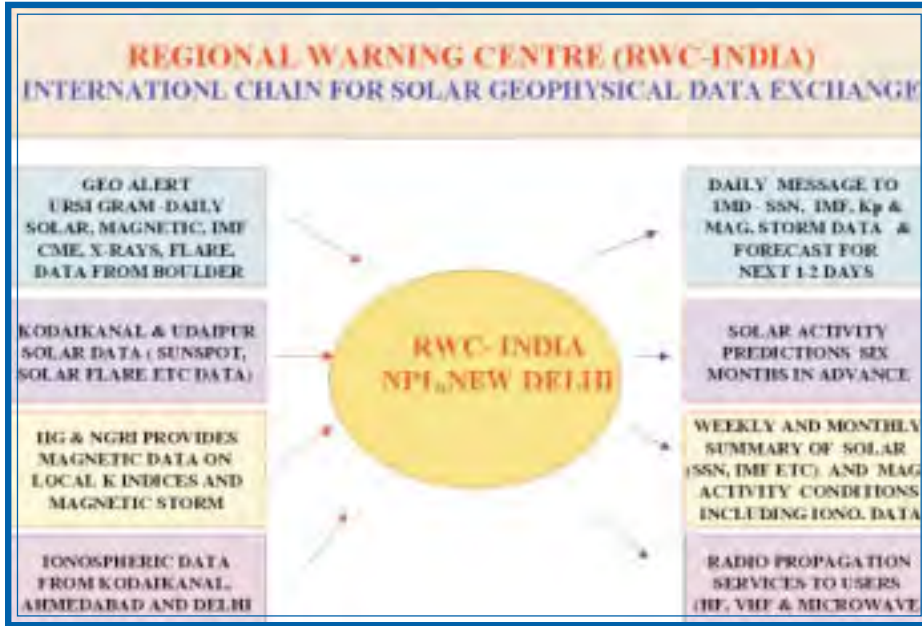 REGIONAL WARNING CENTRE (RWC-INDIA)
INTERNATIONL CHAIN FOR SOLAR GEOPHYSICAL DATA EXCHANGE
GEO ALERT
URSI GRAM -DAILY
SOLAR, MAGNETIC, IMF
CME, X-RAYS, FLARE,
DATA FROM BOULDER
KODAIKANAL & UDAIPUR
SOLAR DATA ( SUNSPOT,
SOLAR FLARE ETC DATA)
IIG & NGRI PROVIDES
MAGNETIC DATA ON
LOCAL K INDICES AND
MAGNETIC STORM
IONOSPHERIC DATA
FROM KODAIKANAL,
AHMEDABAD AND DELHI
RWC- INDIA
NEW DELHI
DAILY MESSAGE TO
IMD - SSN, IMF, Kp &
MAG. STORM DATA &
FORECAST FOR
NEXT 1-2 DAYS
SOLAR ACTIVITY
PREDICTIONS SIX
MONTHS IN ADVANCE
WEEKLY AND MONTHLY
SUMMARY OF SOLAR
(SSN, IMF ETC) AND MAG
ACTIVITY CONDITIONS
INCLUDING IONO. DATA
RADIO PROPAGATION
SERVICES TO USERS
(HF, VHF & MICROWAVE